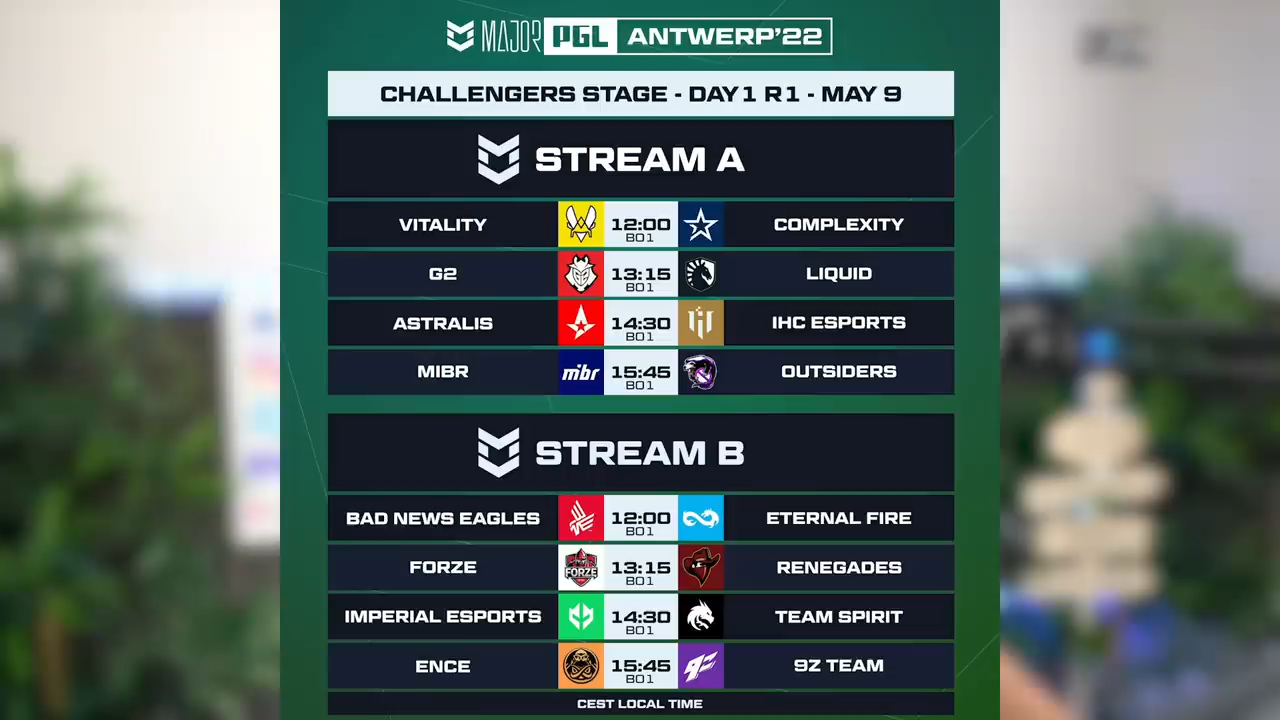 MAJOR PGL ANTWERP'22
CHALLENGERS STAGE - DAY 1 R1 - MAY 9
STREAM A
VITALITY 12:00 BO1 COMPLEXITY
G2 13:15 BO1 LIQUID
ASTRALIS 14:30 BO1 IHC ESPORTS
MIBR mibr 15:45 BO1 OUTSIDERS
STREAM B
BAD NEWS EAGLES 12:00 BO1 ETERNAL FIRE
FORZE FORZE 13:15 BO1 RENEGADES
IMPERIAL ESPORTS 14:30 BO1 TEAM SPIRIT
ENCE 15:45 BO1 9Z 9Z TEAM
CEST LOCAL TIME